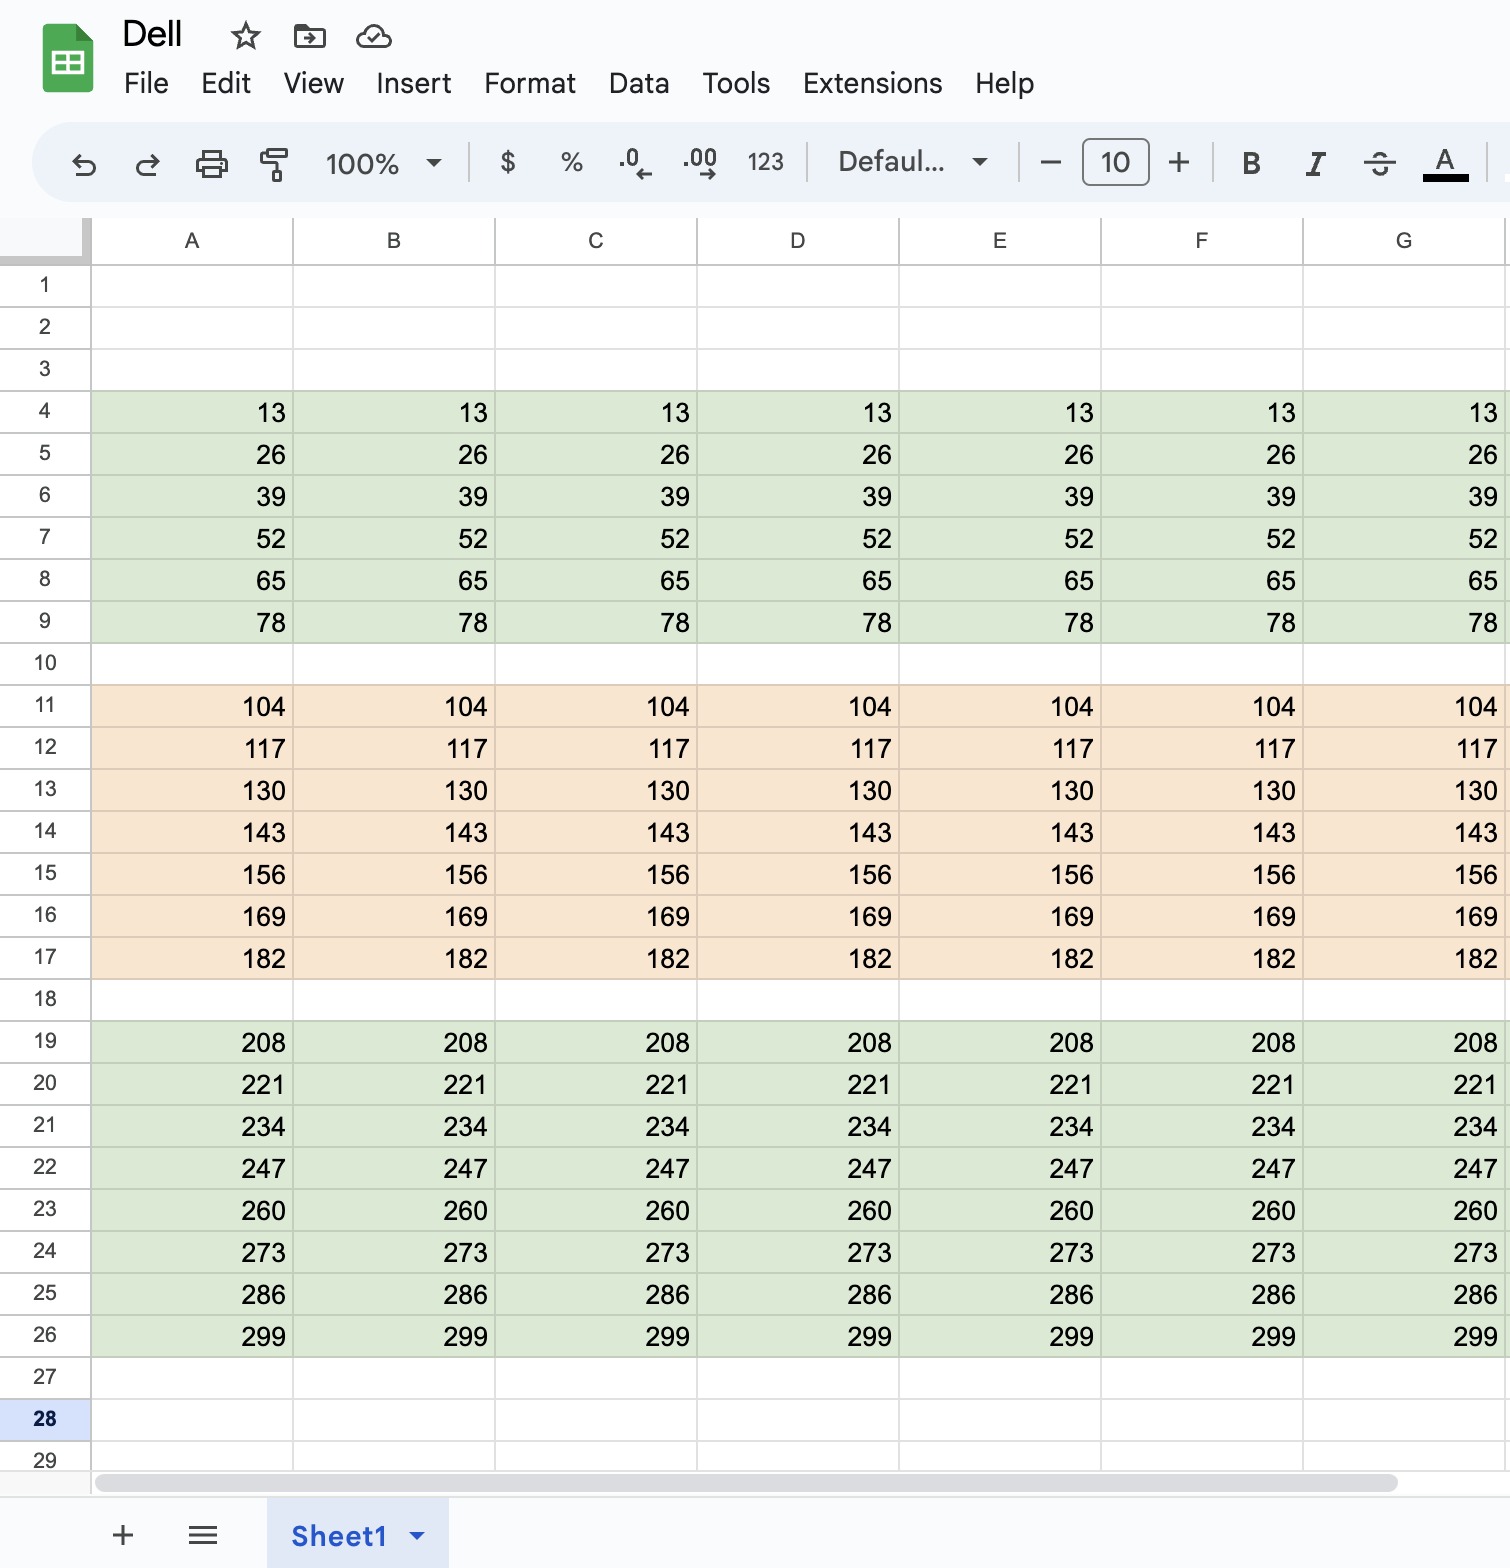 Dell
File Edit View Insert Format Data Tools Extensions Help
100% $ % .0 .00 123 Defaul... − 10 + B I S A
A B C D E F G
1
2
3
4 13 13 13 13 13 13 13
5 26 26 26 26 26 26 26
6 39 39 39 39 39 39 39
7 52 52 52 52 52 52 52
8 65 65 65 65 65 65 65
9 78 78 78 78 78 78 78
10
11 104 104 104 104 104 104 104
12 117 117 117 117 117 117 117
13 130 130 130 130 130 130 130
14 143 143 143 143 143 143 143
15 156 156 156 156 156 156 156
16 169 169 169 169 169 169 169
17 182 182 182 182 182 182 182
18
19 208 208 208 208 208 208 208
20 221 221 221 221 221 221 221
21 234 234 234 234 234 234 234
22 247 247 247 247 247 247 247
23 260 260 260 260 260 260 260
24 273 273 273 273 273 273 273
25 286 286 286 286 286 286 286
26 299 299 299 299 299 299 299
27
28
29
+ Sheet1